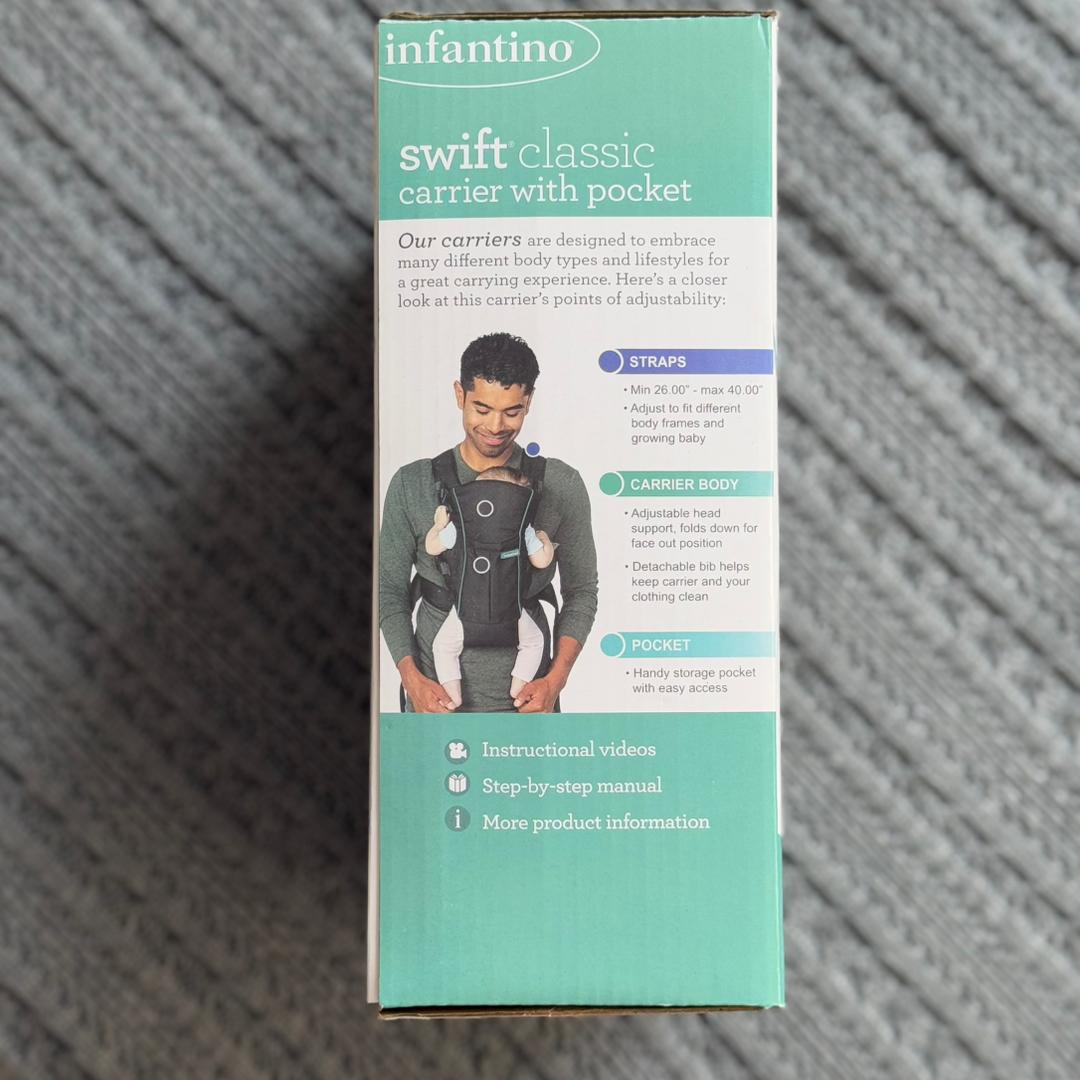 infantino
swift® classic
carrier with pocket
Our carriers are designed to embrace
many different body types and lifestyles for
a great carrying experience. Here's a closer
look at this carrier's points of adjustability:
STRAPS
• Min 26.00" - max 40.00"
• Adjust to fit different
body frames and
growing baby
CARRIER BODY
• Adjustable head
support, folds down for
face out position
• Detachable bib helps
keep carrier and your
clothing clean
POCKET
• Handy storage pocket
with easy access
Instructional videos
Step-by-step manual
i More product information